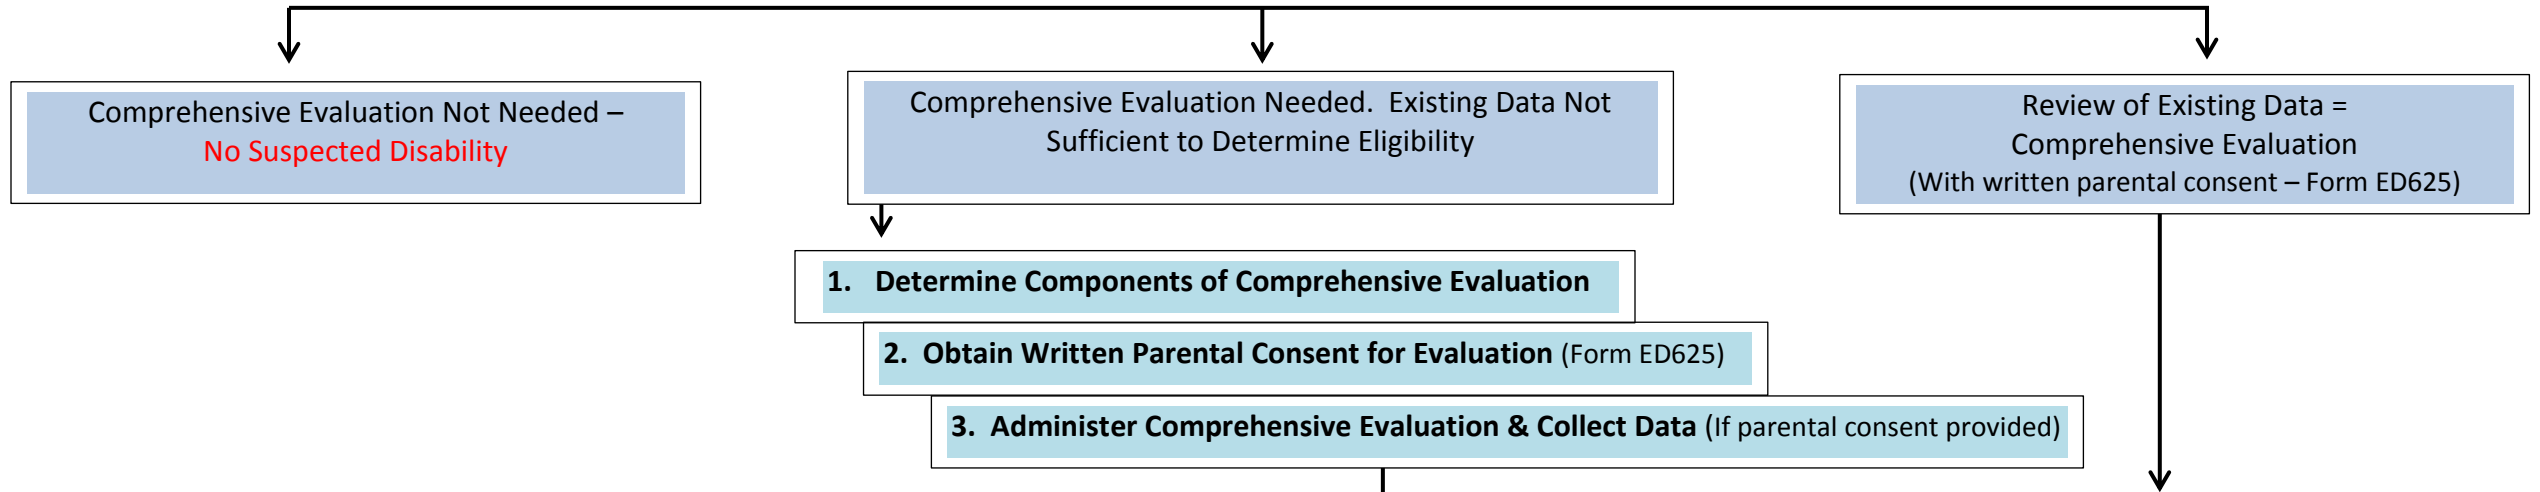 Comprehensive Evaluation Not Needed –
No Suspected Disability
Comprehensive Evaluation Needed.  Existing Data Not
Sufficient to Determine Eligibility
Review of Existing Data =
Comprehensive Evaluation
(With written parental consent – Form ED625)
1.   Determine Components of Comprehensive Evaluation
2.  Obtain Written Parental Consent for Evaluation (Form ED625)
3.  Administer Comprehensive Evaluation & Collect Data (If parental consent provided)